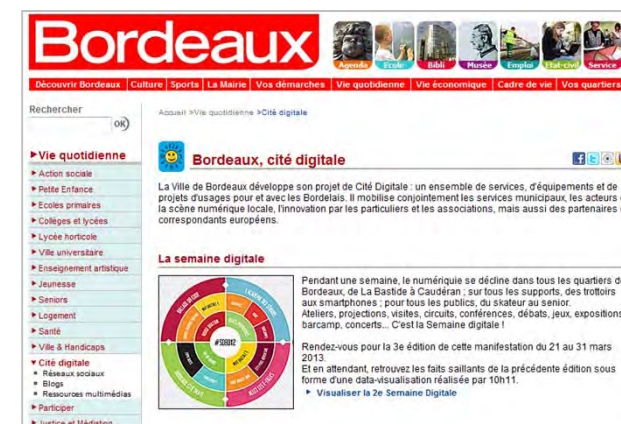 Bordeaux
Agenda Ecole Bibli Musée Emploi Etat-civil Service
Découvrir Bordeaux Culture Sports La Mairie Vos démarches Vie quotidienne Vie économique Cadre de vie Vos quartiers
Rechercher
OK
Accueil >Vie quotidienne >Cité digitale
Vie quotidienne
Action sociale
Petite Enfance
Ecoles primaires
Collèges et lycées
Lycée horticole
Ville universitaire
Enseignement artistique
Jeunesse
Seniors
Logement
Santé
Ville & Handicaps
Cité digitale
Réseaux sociaux
Blogs
Ressources multimédias
Participer
Justice et Médiation
Bordeaux, cité digitale
La Ville de Bordeaux développe son projet de Cité Digitale : un ensemble de services, d'équipements et de
projets d'usages pour et avec les Bordelais. Il mobilise conjointement les services municipaux, les acteurs
la scène numérique locale, l'innovation par les particuliers et les associations, mais aussi des partenaires
correspondants européens.
La semaine digitale
#SDBX2
Pendant une semaine, le numérique se décline dans tous les quartiers d
Bordeaux, de La Bastide à Caudéran ; sur tous les supports, des trottoirs
aux smartphones ; pour tous les publics, du skateur au senior.
Ateliers, projections, visites, circuits, conférences, débats, jeux, expositions
barcamp, concerts... C'est la Semaine digitale !
Rendez-vous pour la 3e édition de cette manifestation du 21 au 31 mars
2013.
Et en attendant, retrouvez les faits saillants de la précédente édition sous
forme d'une data-visualisation réalisée par 10h11.
Visualiser la 2e Semaine Digitale